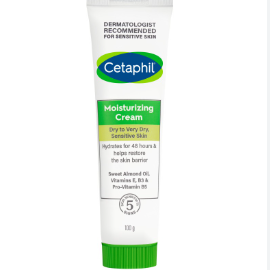 DERMATOLOGIST
RECOMMENDED
FOR SENSITIVE SKIN
Cetaphil
Moisturizing
Cream
Dry to Very Dry,
Sensitive Skin
Hydrates for 48 hours &
helps restore
the skin barrier
Sweet Almond Oil,
Vitamins E, B3 &
Pro-Vitamin B5
5
100 g